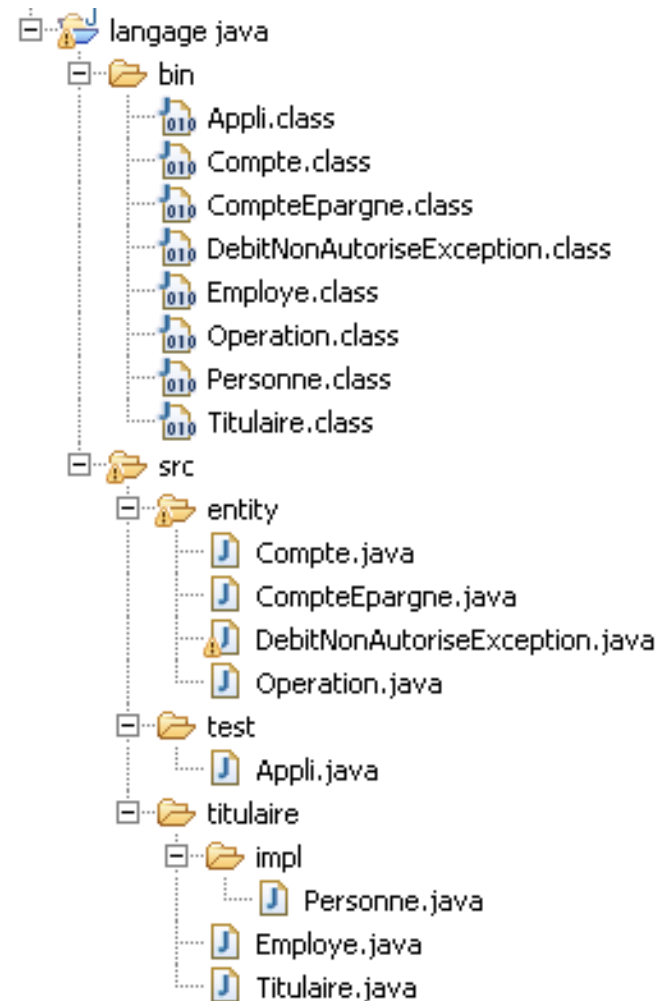 langage java
bin
Appli.class
Compte.class
CompteEpargne.class
DebitNonAutoriseException.class
Employe.class
Operation.class
Personne.class
Titulaire.class
src
entity
Compte.java
CompteEpargne.java
DebitNonAutoriseException.java
Operation.java
test
Appli.java
titulaire
impl
Personne.java
Employe.java
Titulaire.java